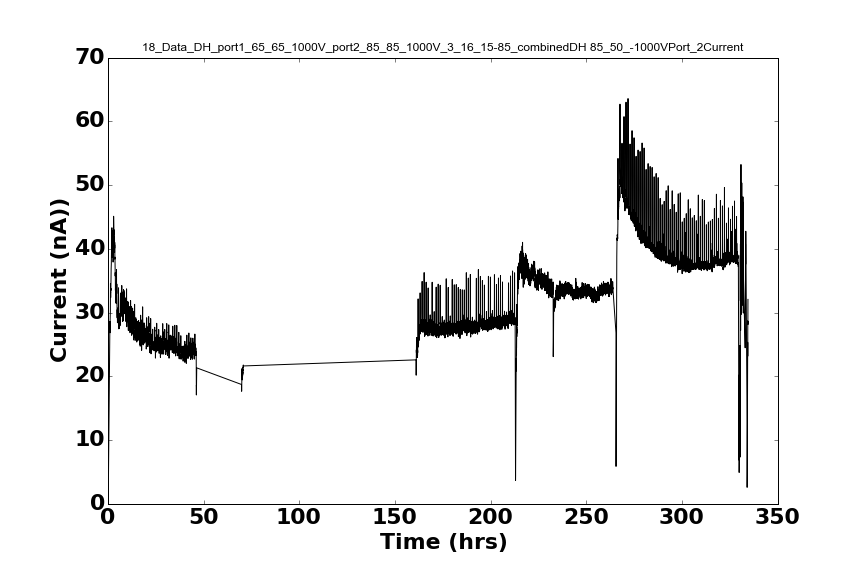 18_Data_DH_port1_65_65_1000V_port2_85_85_1000V_3_16_15-85_combinedDH 85_50_-1000VPort_2Current
70
60
50
40
30
20
10
0
Current (nA))
0 50 100 150 200 250 300 350
Time (hrs)